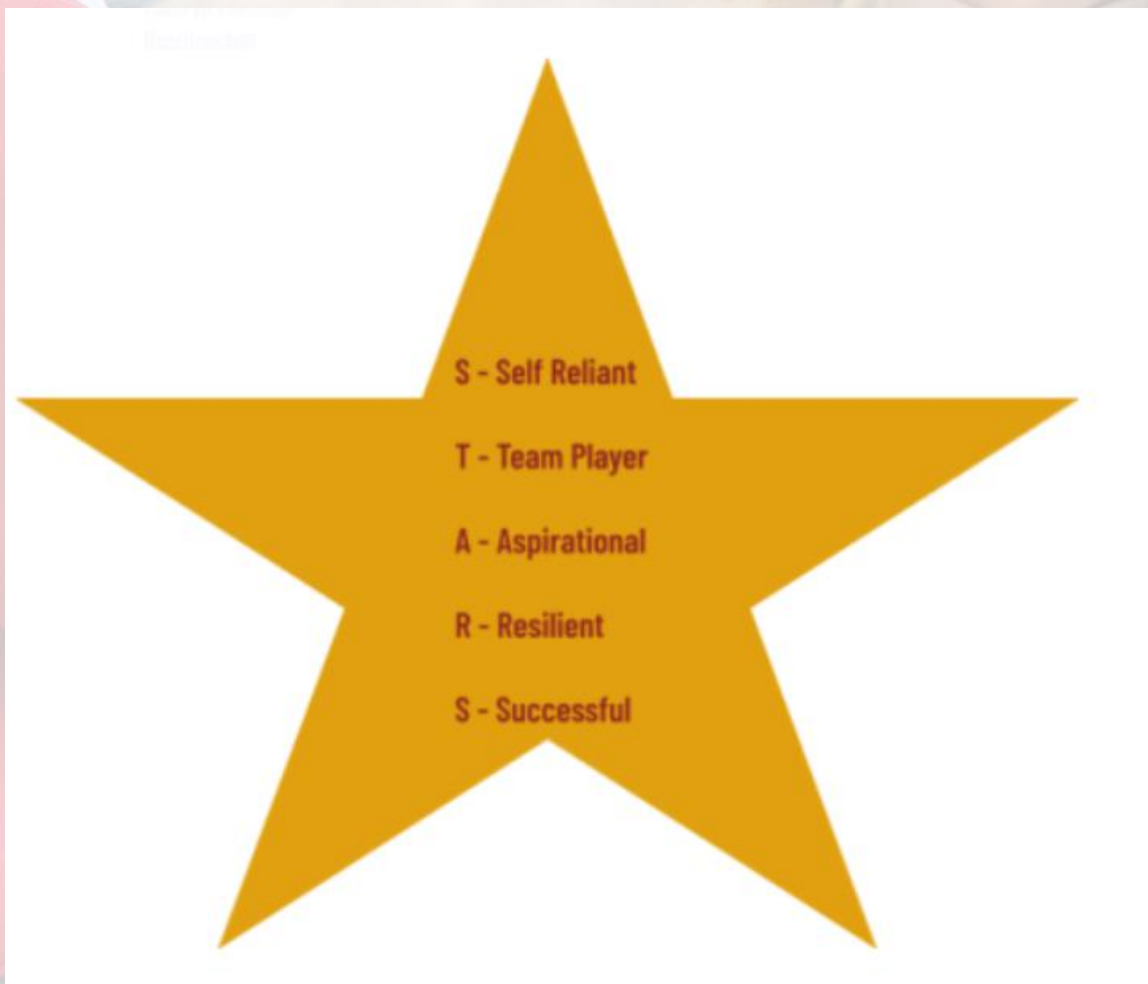 S - Self Reliant
T - Team Player
A - Aspirational
R - Resilient
S - Successful